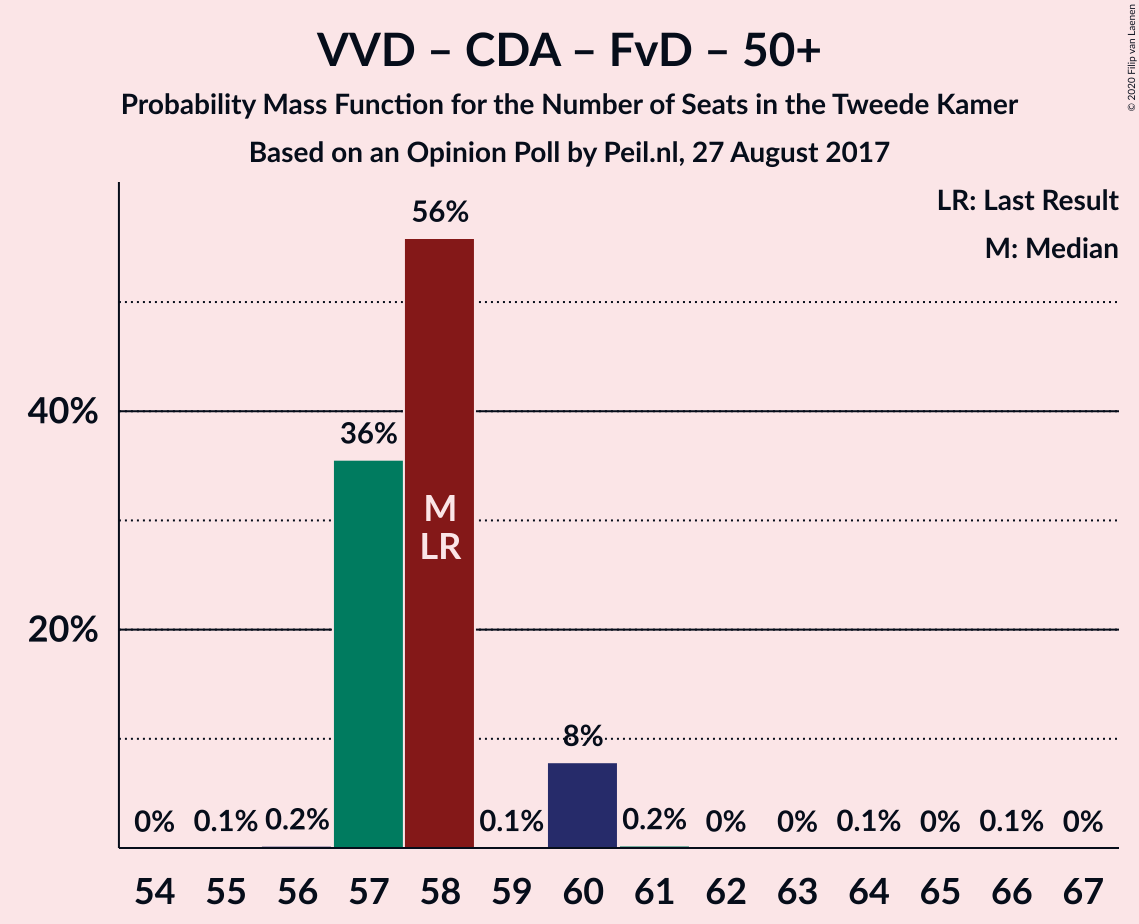 VVD – CDA – FvD – 50+
Probability Mass Function for the Number of Seats in the Tweede Kamer
Based on an Opinion Poll by Peil.nl, 27 August 2017
© 2020 Filip van Laenen
LR: Last Result
M: Median
40%
20%
0%
0.1%
0.2%
36%
56%
M
LR
0.1%
8%
0.2%
0%
0%
0.1%
0%
0.1%
0%
54 55 56 57 58 59 60 61 62 63 64 65 66 67